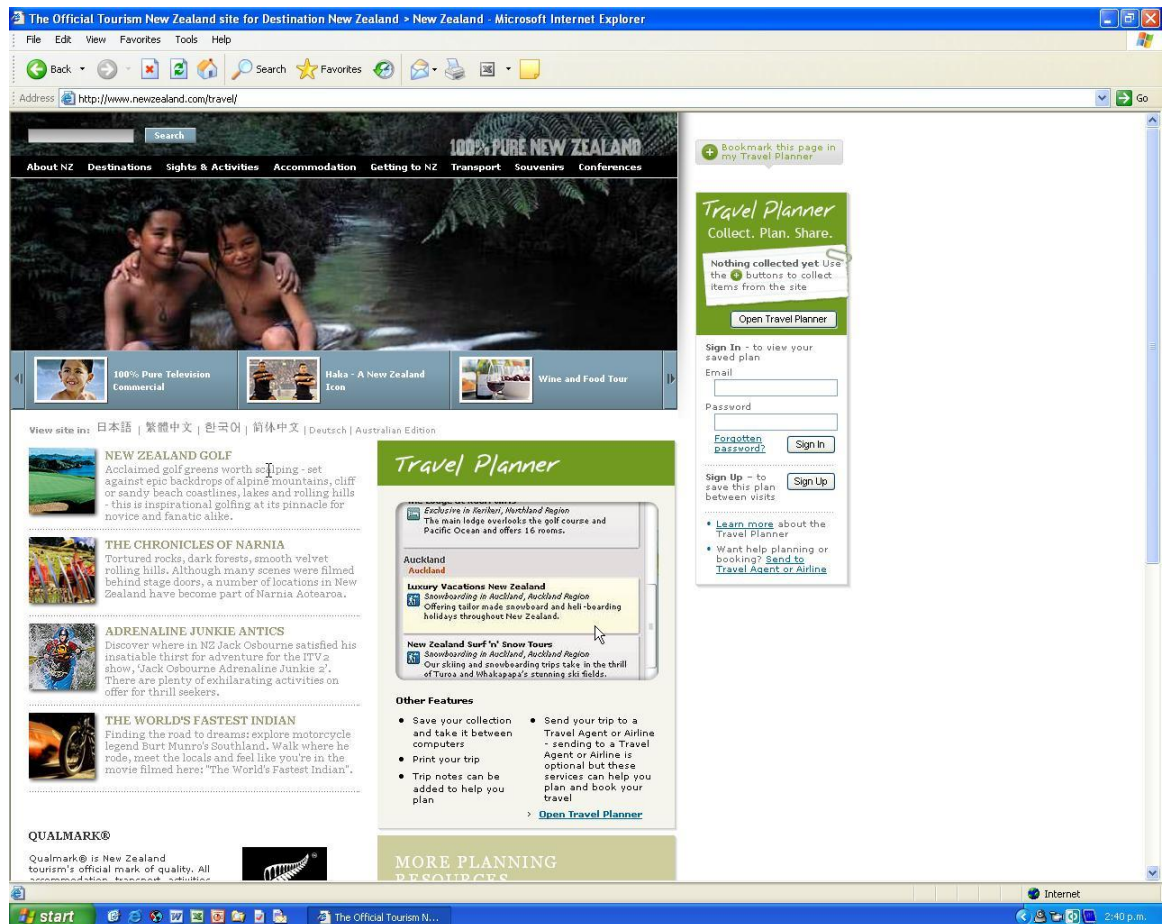 The Official Tourism New Zealand site for Destination New Zealand > New Zealand - Microsoft Internet Explorer
File Edit View Favorites Tools Help
Back Search Favorites
Address http://www.newzealand.com/travel/ Go
Search
100% PURE NEW ZEALAND
About NZ Destinations Sights & Activities Accommodation Getting to NZ Transport Souvenirs Conferences
100% Pure Television
Commercial
Haka - A New Zealand
Icon
Wine and Food Tour
View site in: 日本語 | 繁體中文 | 한국어 | 简体中文 | Deutsch | Australian Edition
NEW ZEALAND GOLF
Acclaimed golf greens worth scalping - set
against epic backdrops of alpine mountains, cliff
or sandy beach coastlines, lakes and rolling hills
- this is inspirational golfing at its pinnacle for
novice and fanatic alike.
THE CHRONICLES OF NARNIA
Tortured rocks, dark forests, smooth velvet
rolling hills. Although many scenes were filmed
behind stage doors, a number of locations in New
Zealand have become part of Narnia Aotearoa.
ADRENALINE JUNKIE ANTICS
Discover where in NZ Jack Osbourne satisfied his
insatiable thirst for adventure for the ITV2
show, 'Jack Osbourne Adrenaline Junkie 2'.
There are plenty of exhilarating activities on
offer for thrill seekers.
THE WORLD'S FASTEST INDIAN
Finding the road to dreams: explore motorcycle
legend Burt Munro's Southland. Walk where he
rode, meet the locals and feel like you're in the
movie filmed here: "The World's Fastest Indian".
QUALMARK®
Qualmark® is New Zealand
tourism's official mark of quality. All
accommodation, transport, activities
Travel Planner
Exclusive in Kerikeri, Northland Region
The main lodge overlooks the golf course and
Pacific Ocean and offers 16 rooms.
Auckland
Auckland
Luxury Vacations New Zealand
Snowboarding in Auckland, Auckland Region
Offering tailor made snowboard and heli-boarding
holidays throughout New Zealand.
New Zealand Surf 'n' Snow Tours
Snowboarding in Auckland, Auckland Region
Our skiing and snowboarding trips take in the thrill
of Turoa and Whakapapa's stunning ski fields.
Other Features
• Save your collection
and take it between
computers
• Print your trip
• Trip notes can be
added to help you
plan
• Send your trip to a
Travel Agent or Airline
- sending to a Travel
Agent or Airline is
optional but these
services can help you
plan and book your
travel
› Open Travel Planner
MORE PLANNING
RESOURCES
Bookmark this page in
my Travel Planner
Travel Planner
Collect. Plan. Share.
Nothing collected yet Use
the + buttons to collect
items from the site
Open Travel Planner
Sign In - to view your
saved plan
Email
Password
Forgotten
password?
Sign In
Sign Up - to
save this plan
between visits
Sign Up
• Learn more about the
Travel Planner
• Want help planning or
booking? Send to
Travel Agent or Airline
Internet
start The Official Tourism N... 2:40 p.m.